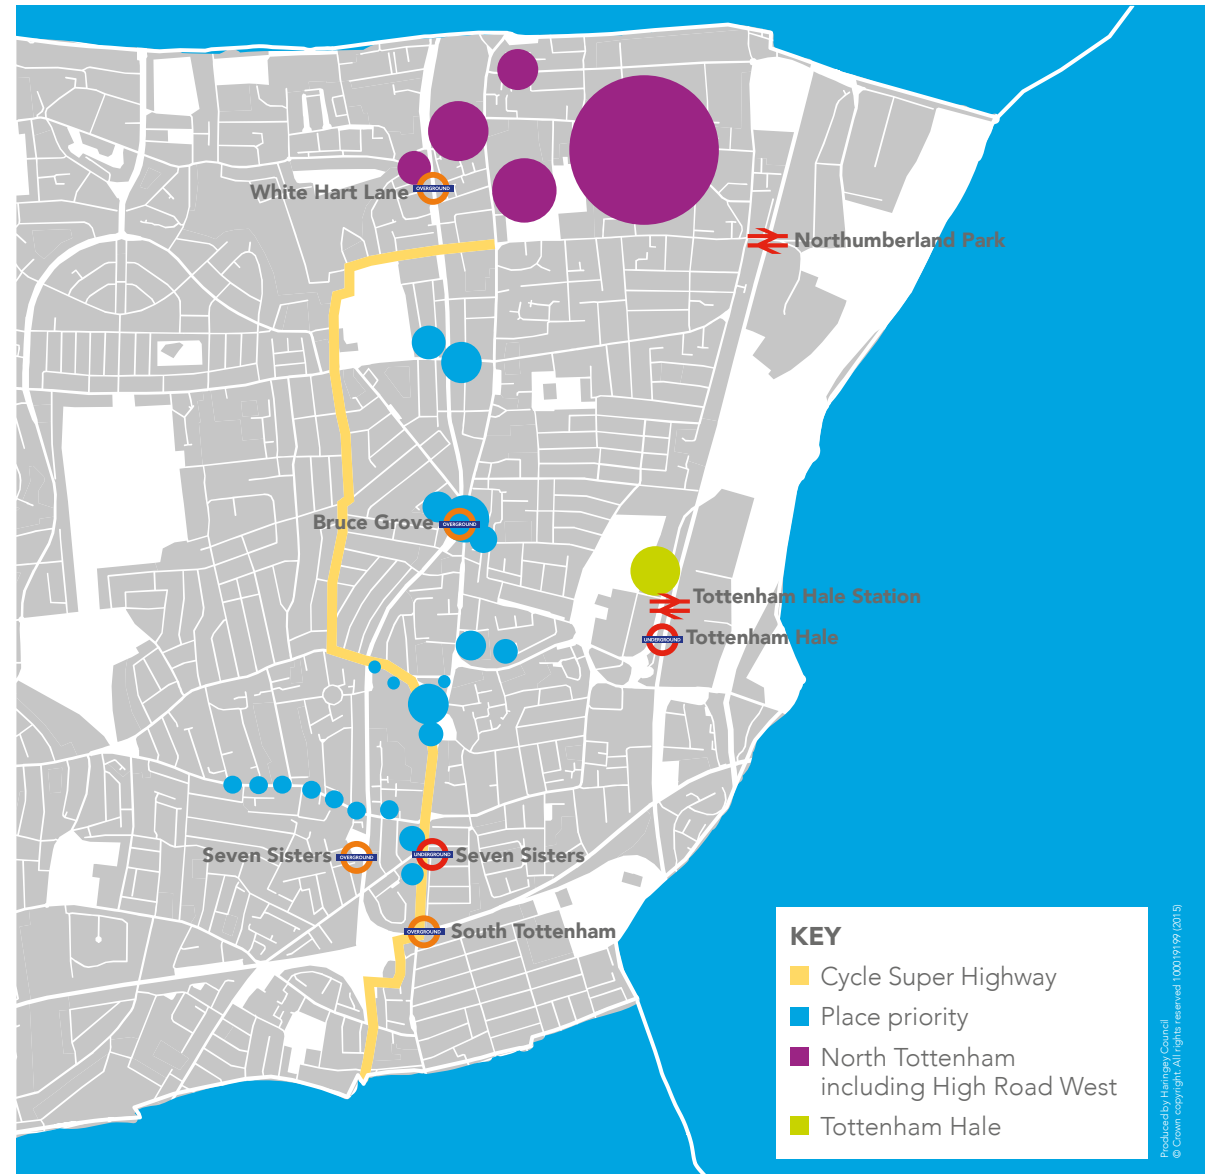 OVERGROUND
White Hart Lane
Northumberland Park
Bruce Grove
OVERGROUND
Tottenham Hale Station
UNDERGROUND
Tottenham Hale
Seven Sisters
OVERGROUND
UNDERGROUND
Seven Sisters
OVERGROUND
South Tottenham
KEY
Cycle Super Highway
Place priority
North Tottenham
including High Road West
Tottenham Hale
Produced by Haringey Council
© Crown copyright. All rights reserved 100019199 (2015)